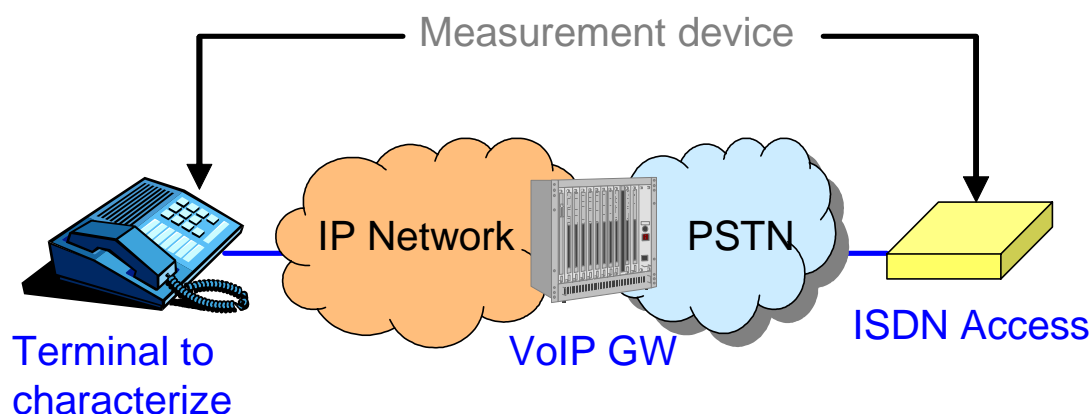 Measurement device
IP Network
PSTN
Terminal to
characterize
VoIP GW
ISDN Access